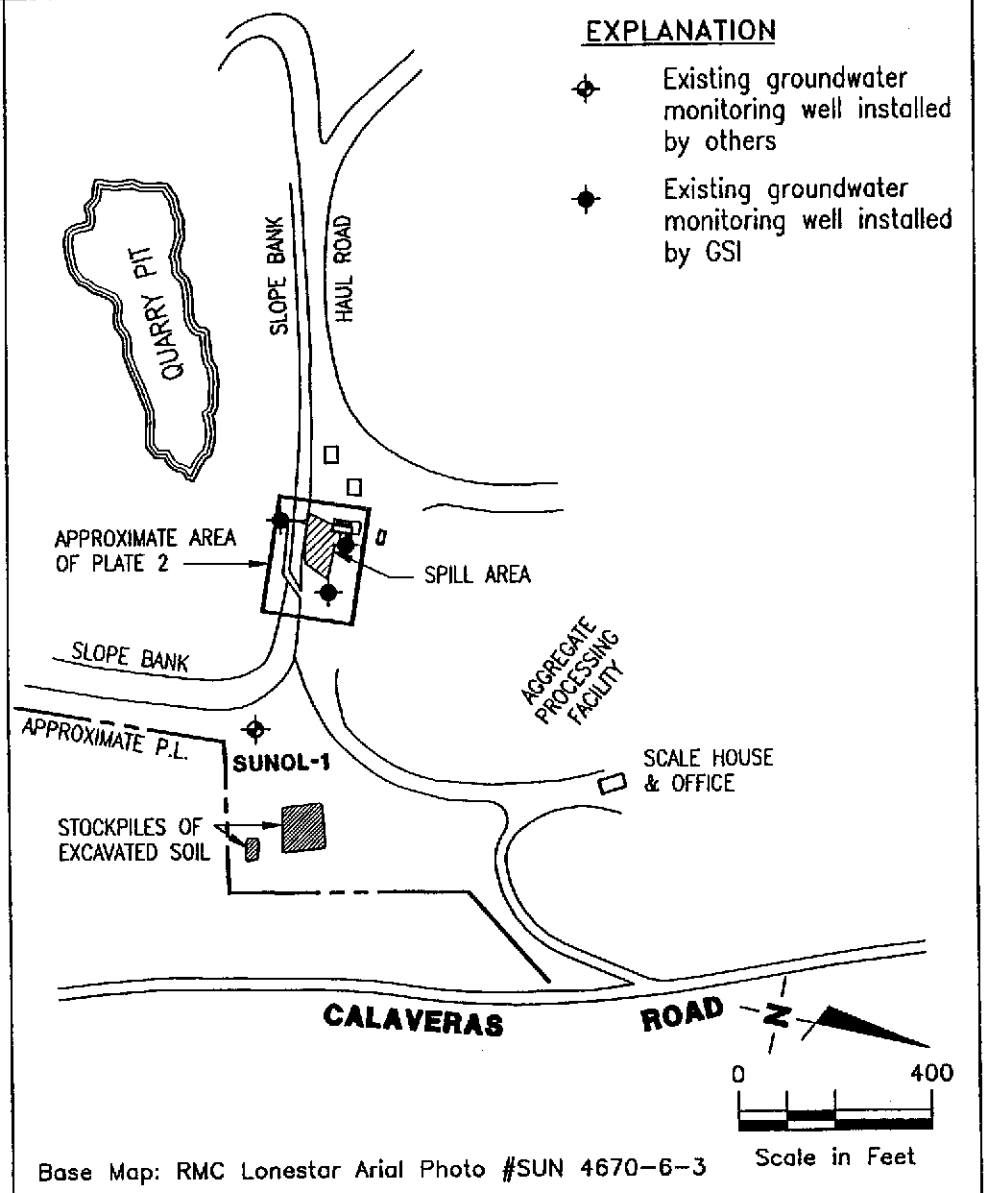 EXPLANATION
Existing groundwater
monitoring well installed
by others
Existing groundwater
monitoring well installed
by GSI
QUARRY PIT
SLOPE BANK
HAUL ROAD
APPROXIMATE AREA
OF PLATE 2
SPILL AREA
SLOPE BANK
AGGREGATE
PROCESSING
FACILITY
APPROXIMATE P.L.
SUNOL-1
SCALE HOUSE
& OFFICE
STOCKPILES OF
EXCAVATED SOIL
CALAVERAS ROAD
N
0 400
Scale in Feet
Base Map: RMC Lonestar Arial Photo #SUN 4670-6-3